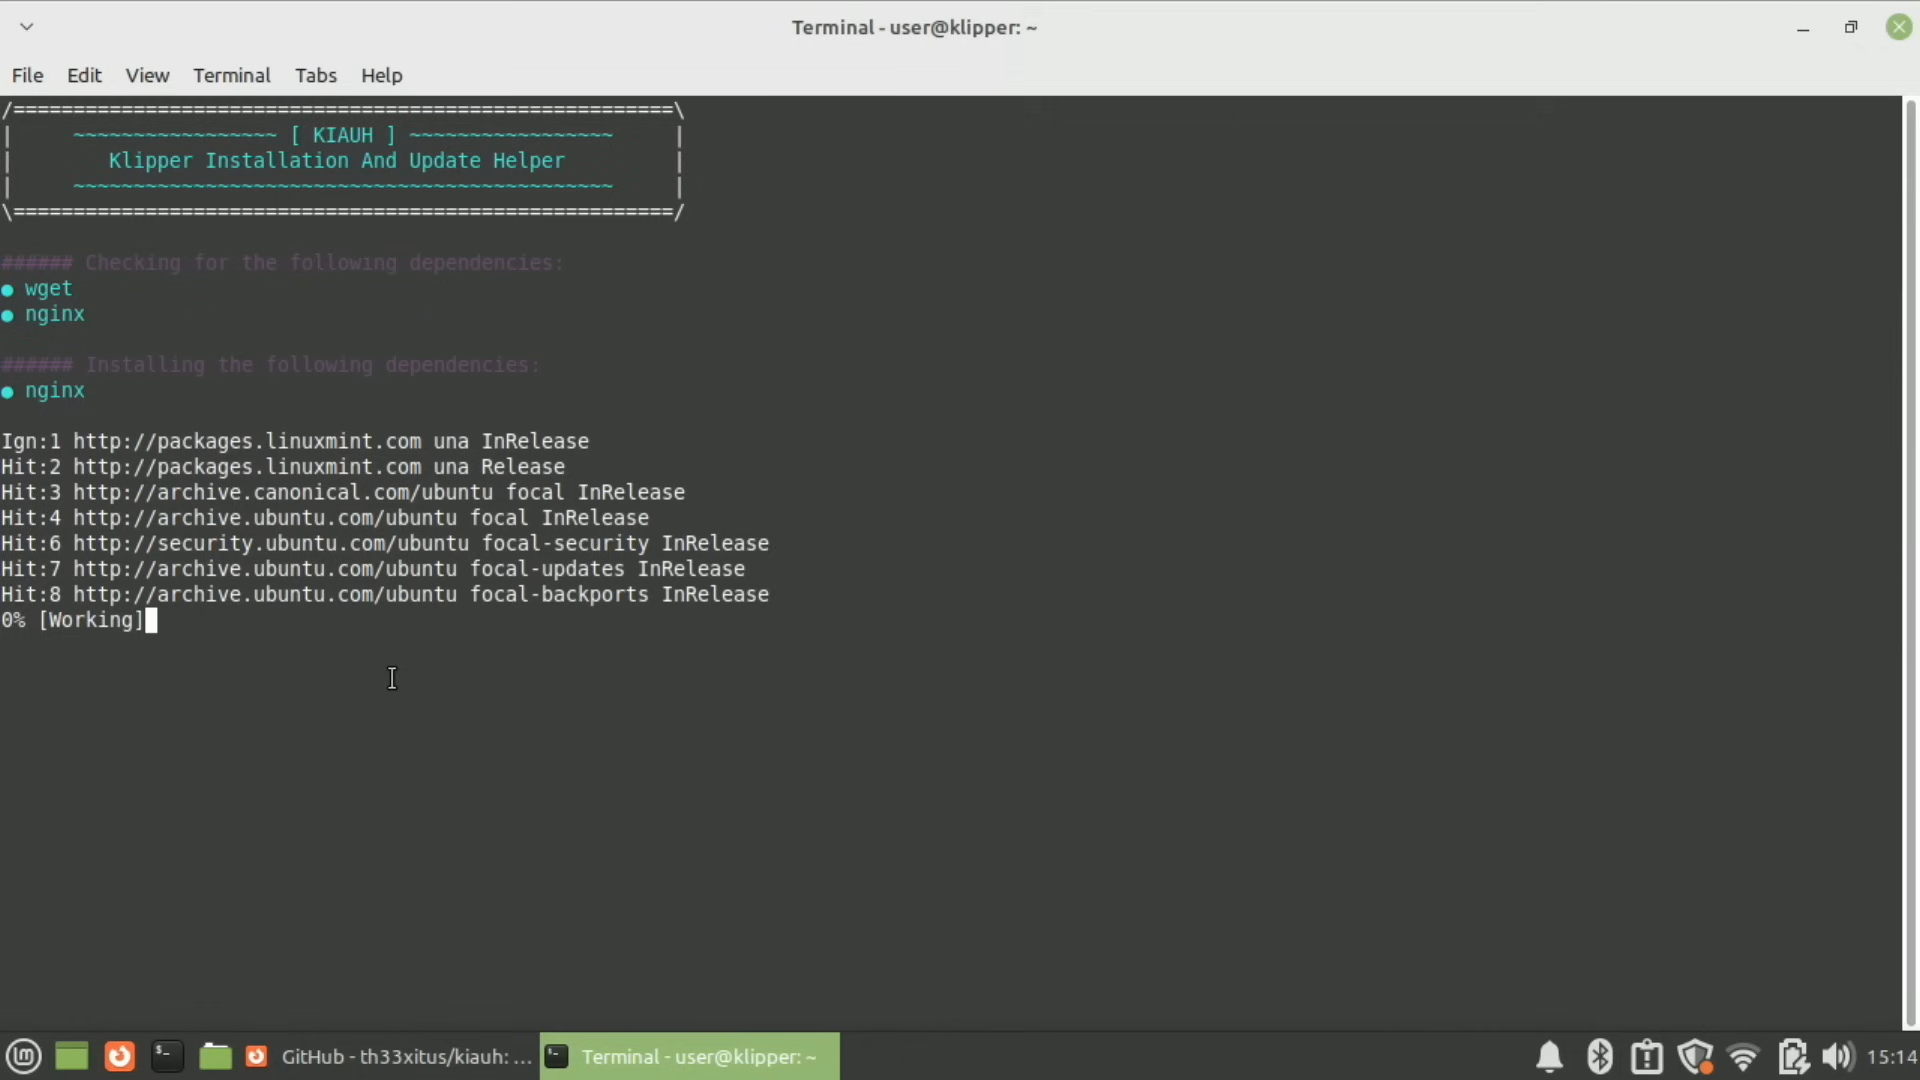 Terminal - user@klipper: ~
File Edit View Terminal Tabs Help
/=======================================================\
| ~~~~~~~~~~~~~~~~~ [ KIAUH ] ~~~~~~~~~~~~~~~~~ |
| Klipper Installation And Update Helper |
| ~~~~~~~~~~~~~~~~~~~~~~~~~~~~~~~~~~~~~~~~~~~~~ |
\=======================================================/
###### Checking for the following dependencies:
● wget
● nginx
###### Installing the following dependencies:
● nginx
Ign:1 http://packages.linuxmint.com una InRelease
Hit:2 http://packages.linuxmint.com una Release
Hit:3 http://archive.canonical.com/ubuntu focal InRelease
Hit:4 http://archive.ubuntu.com/ubuntu focal InRelease
Hit:6 http://security.ubuntu.com/ubuntu focal-security InRelease
Hit:7 http://archive.ubuntu.com/ubuntu focal-updates InRelease
Hit:8 http://archive.ubuntu.com/ubuntu focal-backports InRelease
0% [Working]
GitHub - th33xitus/kiauh: ... Terminal - user@klipper: ~ 15:14